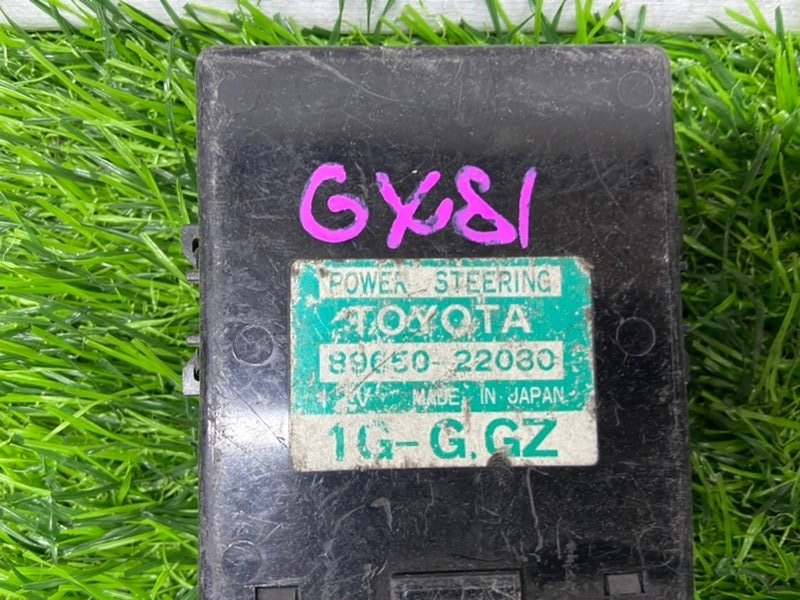 GX81
POWER STEERING
TOYOTA
89650-22080
MADE IN JAPAN
1G-G.GZ